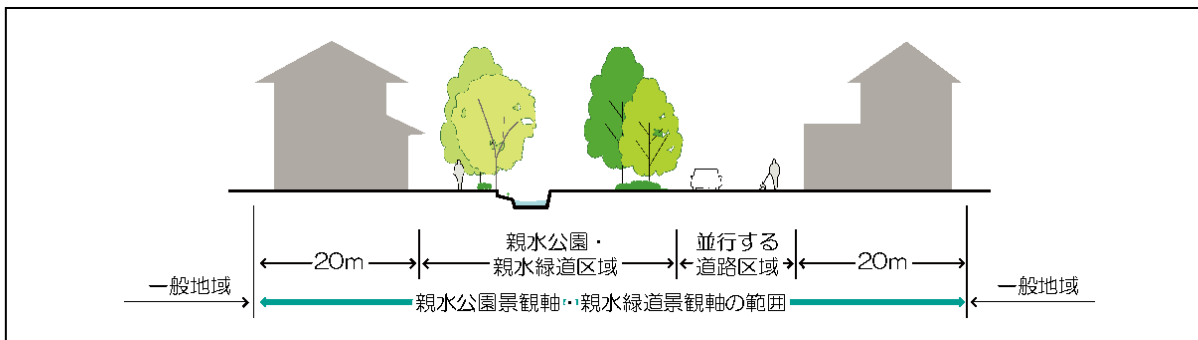 親水公園・
親水緑道区域
並行する
道路区域
20m
20m
一般地域
一般地域
親水公園景観軸・親水緑道景観軸の範囲